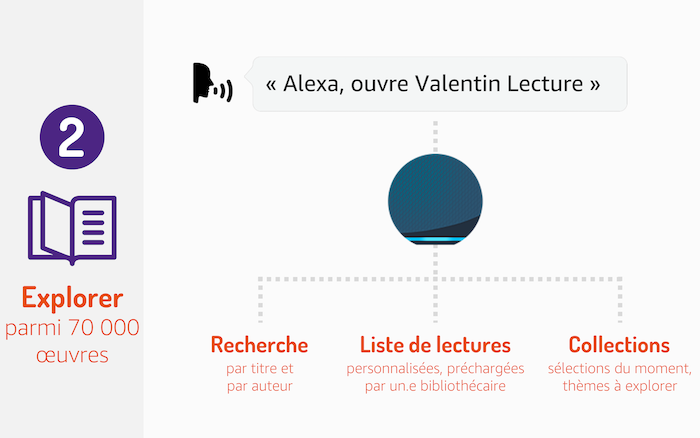 2
Explorer
parmi 70 000
œuvres
« Alexa, ouvre Valentin Lecture »
Recherche
par titre et
par auteur
Liste de lectures
personnalisées, préchargées
par un.e bibliothécaire
Collections
sélections du moment,
thèmes à explorer